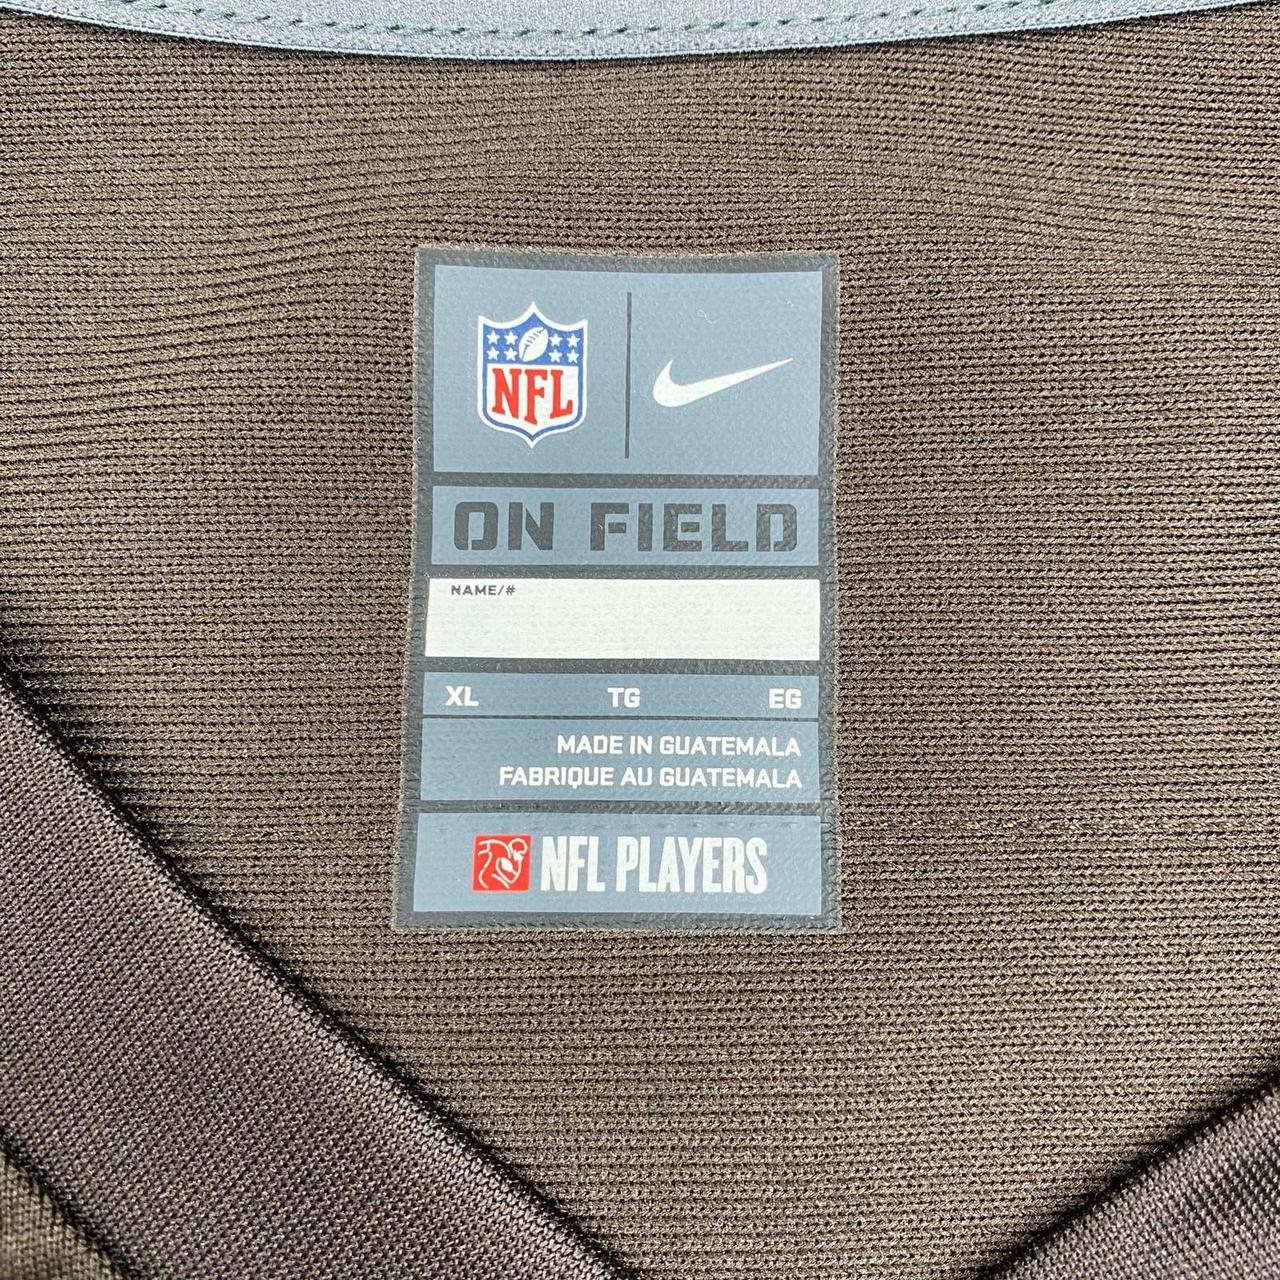 NFL
ON FIELD
NAME/#
XL TG EG
MADE IN GUATEMALA
FABRIQUE AU GUATEMALA
NFL PLAYERS